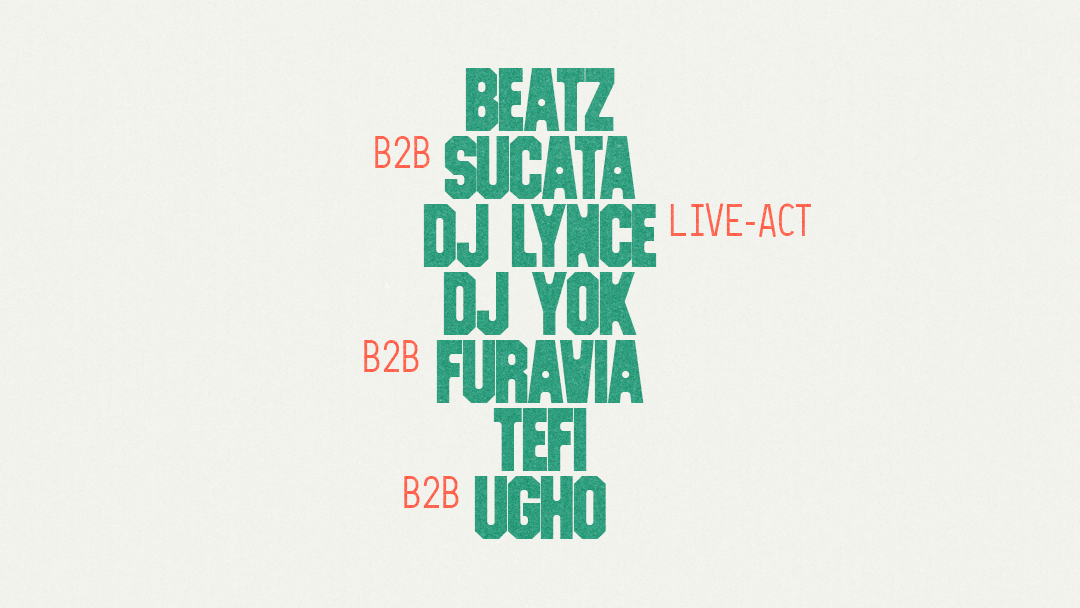 BEATZ
B2B SUCATA
DJ LYNCE LIVE-ACT
DJ YOK
B2B FURAVIA
TEFI
B2B UGHO